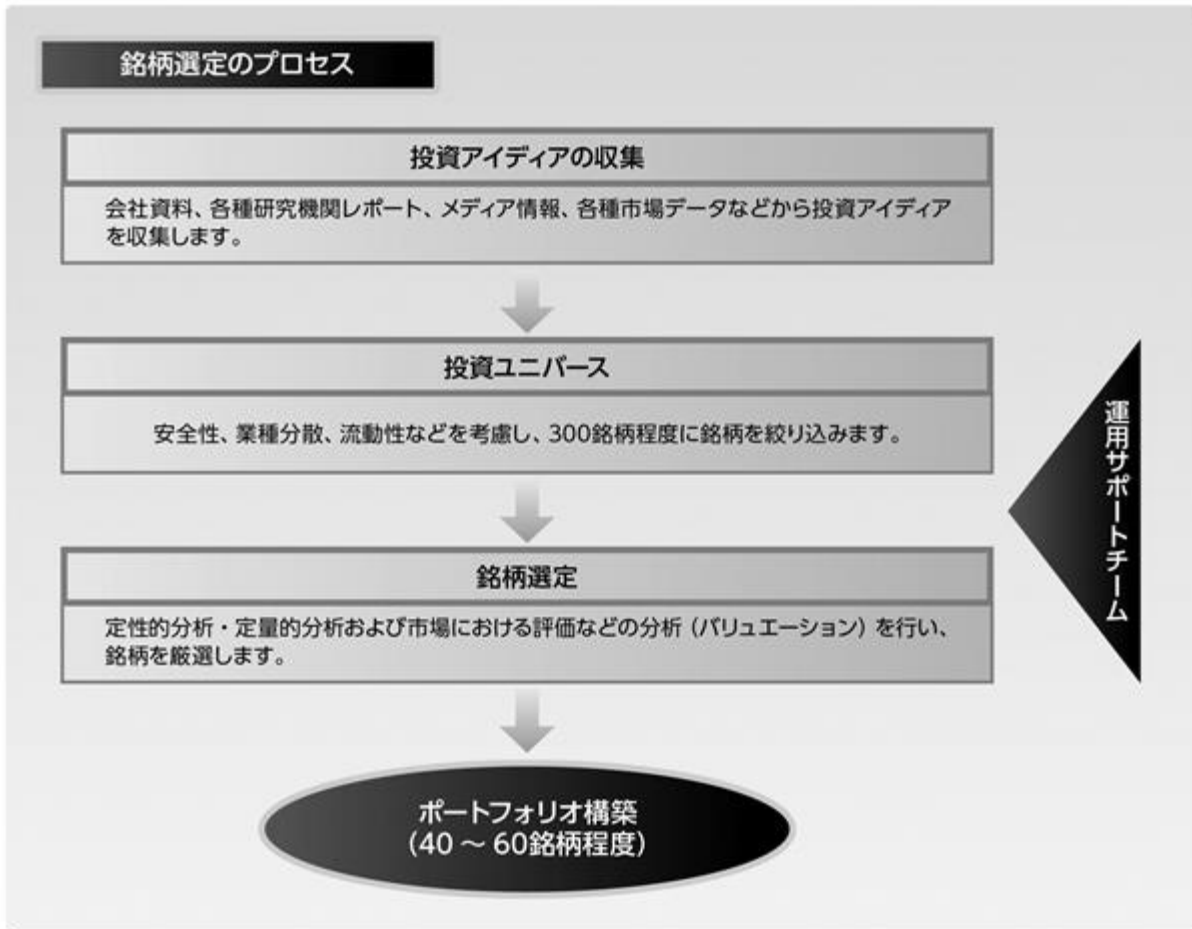 銘柄選定のプロセス
投資アイディアの収集
会社資料、各種研究機関レポート、メディア情報、各種市場データなどから投資アイディア
を収集します。
投資ユニバース
安全性、業種分散、流動性などを考慮し、300銘柄程度に銘柄を絞り込みます。
運用サポートチーム
銘柄選定
定性的分析・定量的分析および市場における評価などの分析（バリュエーション）を行い、
銘柄を厳選します。
ポートフォリオ構築
（40 ～ 60銘柄程度）